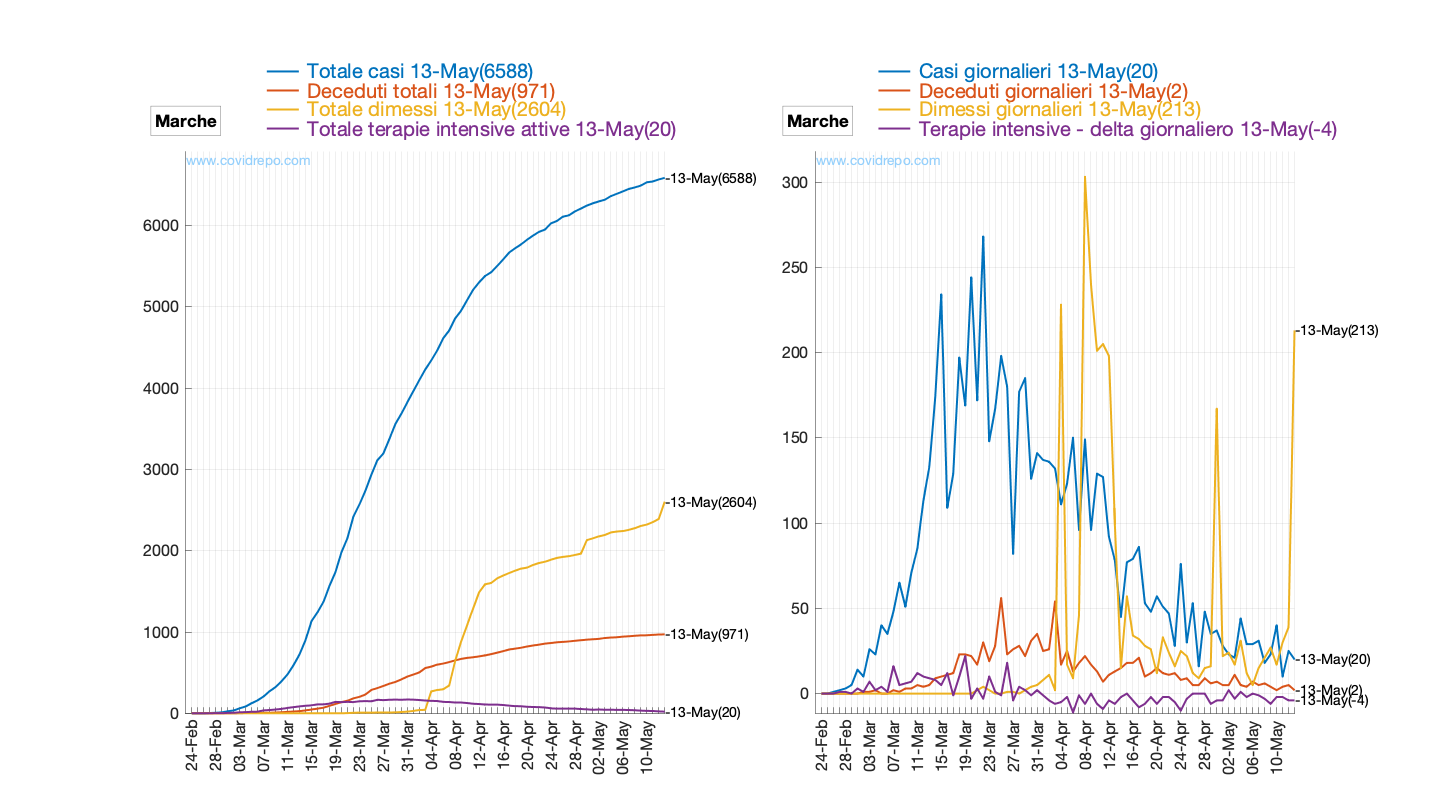 Totale casi 13-May(6588)
Deceduti totali 13-May(971)
Totale dimessi 13-May(2604)
Totale terapie intensive attive 13-May(20)
Marche
www.covidrepo.com
6000
5000
4000
3000
2000
1000
0
13-May(6588)
13-May(2604)
13-May(971)
13-May(20)
24-Feb
28-Feb
03-Mar
07-Mar
11-Mar
15-Mar
19-Mar
23-Mar
27-Mar
31-Mar
04-Apr
08-Apr
12-Apr
16-Apr
20-Apr
24-Apr
28-Apr
02-May
06-May
10-May
Casi giornalieri 13-May(20)
Deceduti giornalieri 13-May(2)
Dimessi giornalieri 13-May(213)
Terapie intensive - delta giornaliero 13-May(-4)
Marche
www.covidrepo.com
300
250
200
150
100
50
0
13-May(213)
13-May(20)
13-May(2)
13-May(-4)
24-Feb
28-Feb
03-Mar
07-Mar
11-Mar
15-Mar
19-Mar
23-Mar
27-Mar
31-Mar
04-Apr
08-Apr
12-Apr
16-Apr
20-Apr
24-Apr
28-Apr
02-May
06-May
10-May